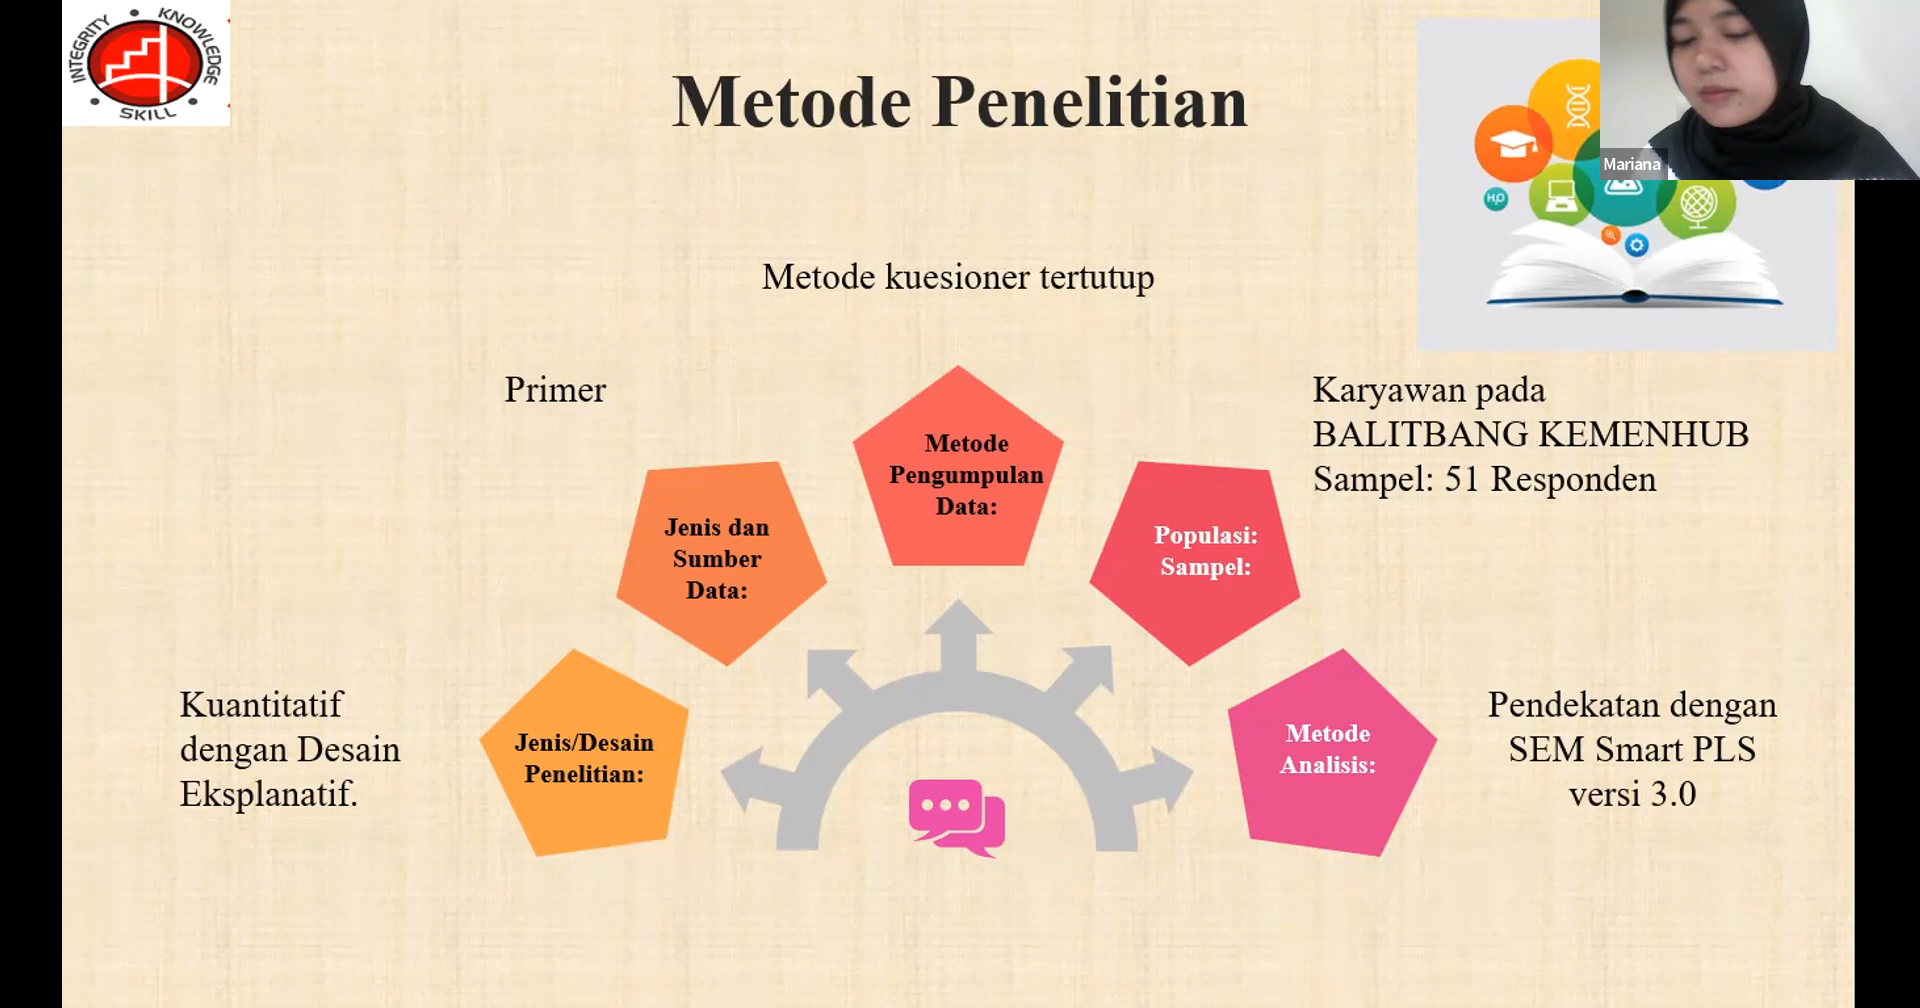 INTEGRITY
KNOWLEDGE
SKILL
Metode Penelitian
Mariana
H₂O
Metode kuesioner tertutup
Primer
Karyawan pada
BALITBANG KEMENHUB
Sampel: 51 Responden
Metode
Pengumpulan
Data:
Jenis dan
Sumber
Data:
Populasi:
Sampel:
Kuantitatif
dengan Desain
Eksplanatif.
Jenis/Desain
Penelitian:
Metode
Analisis:
Pendekatan dengan
SEM Smart PLS
versi 3.0